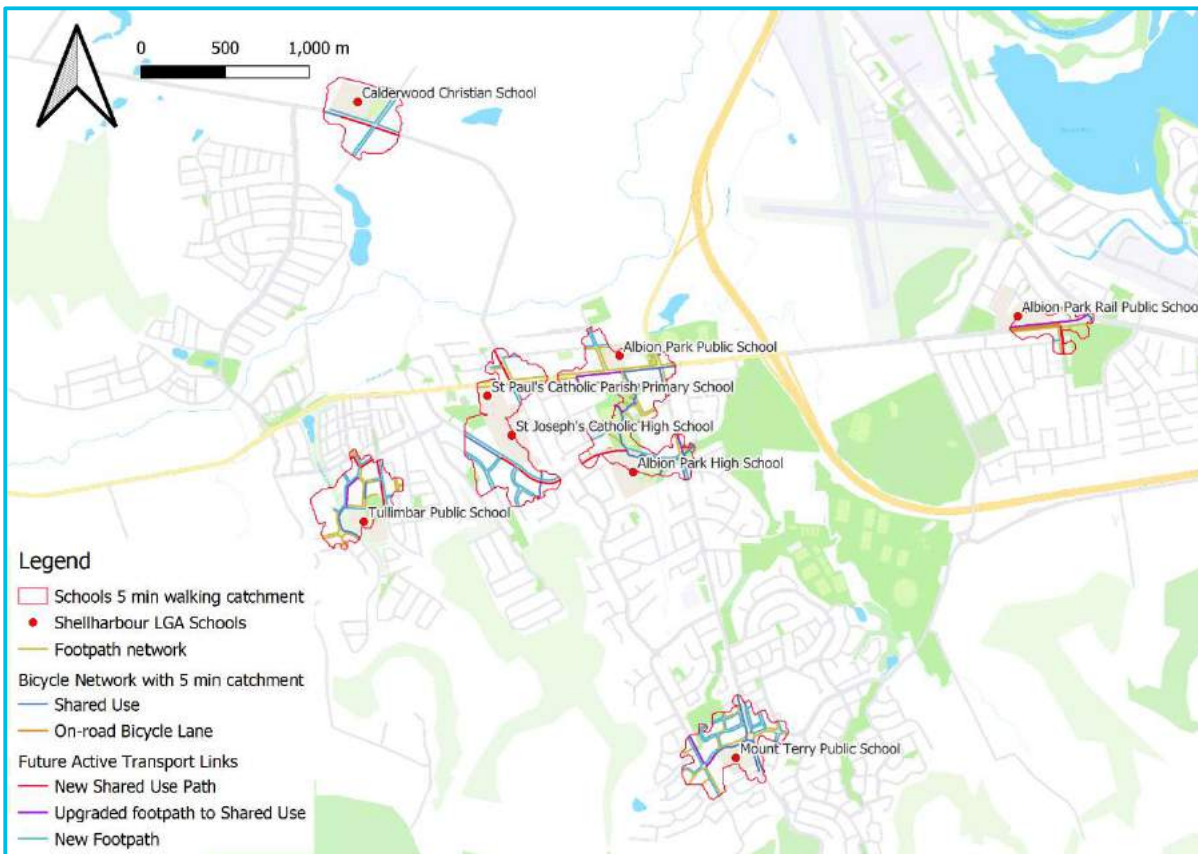 0 500 1,000 m
Calderwood Christian School
Albion Park Rail Public School
Albion Park Public School
St Paul's Catholic Parish Primary School
St Joseph's Catholic High School
Albion Park High School
Tullimbar Public School
Mount Terry Public School
Legend
Schools 5 min walking catchment
Shellharbour LGA Schools
Footpath network
Bicycle Network with 5 min catchment
Shared Use
On-road Bicycle Lane
Future Active Transport Links
New Shared Use Path
Upgraded footpath to Shared Use
New Footpath